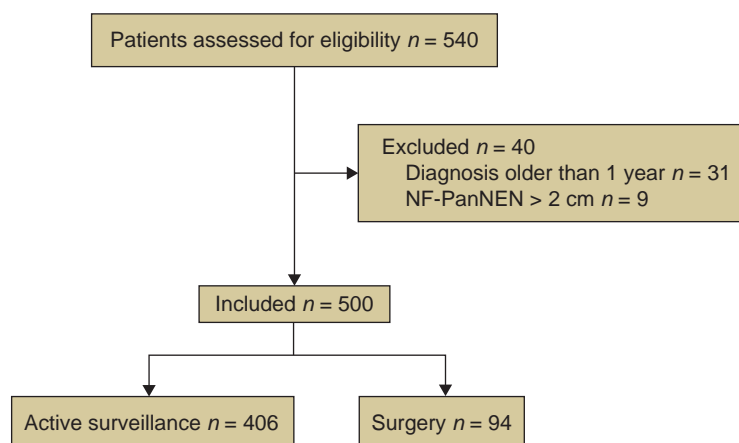 Patients assessed for eligibility n = 540
Excluded n = 40
Diagnosis older than 1 year n = 31
NF-PanNEN > 2 cm n = 9
Included n = 500
Active surveillance n = 406
Surgery n = 94